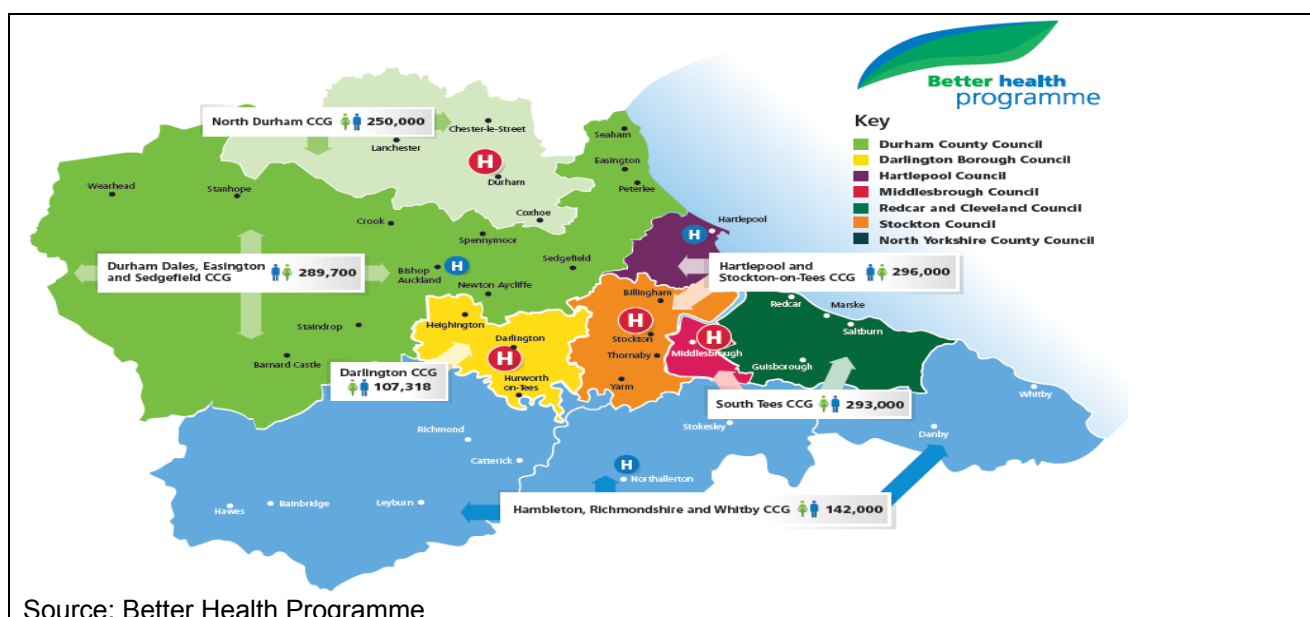 Better health
programme
Key
Durham County Council
Darlington Borough Council
Hartlepool Council
Middlesbrough Council
Redcar and Cleveland Council
Stockton Council
North Yorkshire County Council
North Durham CCG 250,000
Chester-le-Street
Lanchester
H
Durham
Coxhoe
Seaham
Easington
Peterlee
Wearhead
Stanhope
Crook
Spennymoor
Hartlepool
H
Durham Dales, Easington
and Sedgefield CCG 289,700
Bishop
Auckland
H
Sedgefield
Newton Aycliffe
Hartlepool and
Stockton-on-Tees CCG 296,000
Billingham
Redcar
Marske
Saltburn
Staindrop
Heighington
H
Stockton
H
Middlesbrough
Barnard Castle
Darlington
H
Thornaby
Guisborough
Darlington CCG
107,318
Hurworth
on-Tees
Yarm
South Tees CCG 293,000
Whitby
Richmond
Stokesley
Danby
Catterick
H
Northallerton
Hawes
Bainbridge
Leyburn
Hambleton, Richmondshire and Whitby CCG 142,000
Source: Better Health Programme